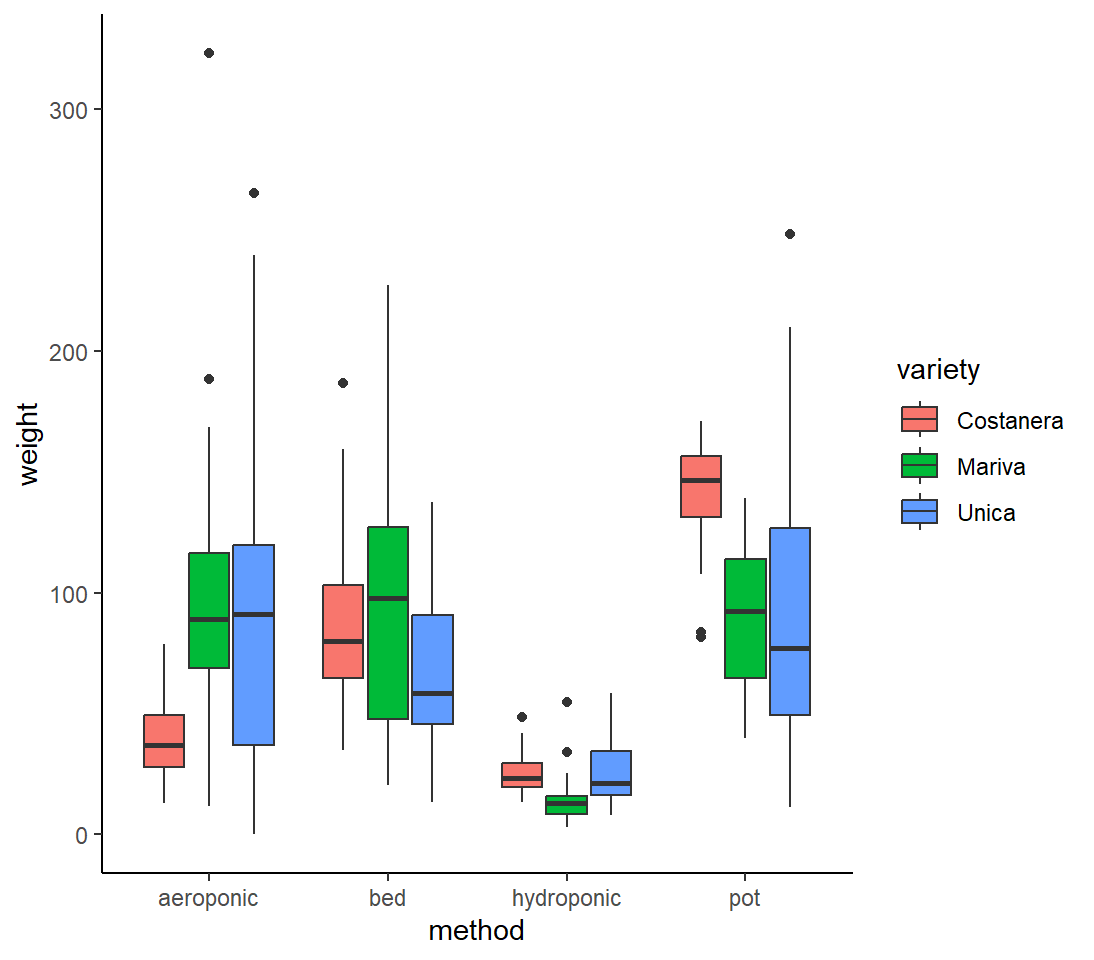 300
200
100
0
weight
aeroponic bed hydroponic pot
method
variety
Costanera
Mariva
Unica